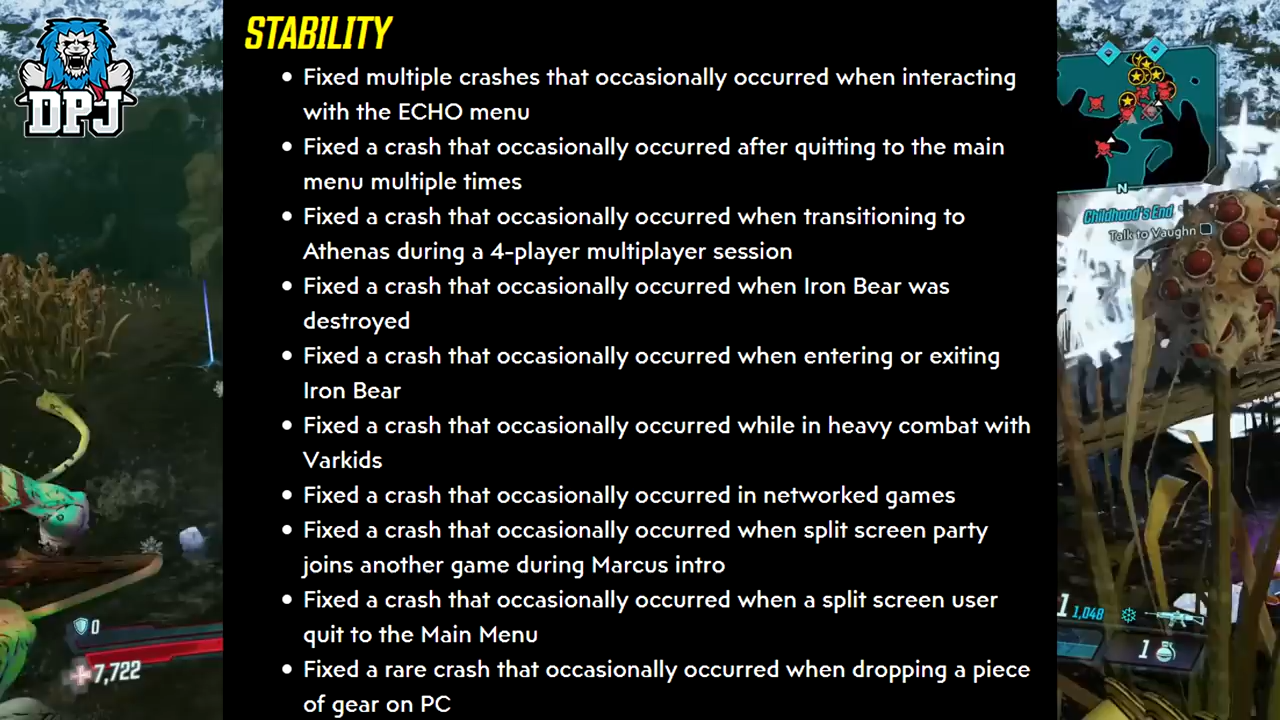 DPJ
STABILITY
• Fixed multiple crashes that occasionally occurred when interacting
with the ECHO menu
• Fixed a crash that occasionally occurred after quitting to the main
menu multiple times
• Fixed a crash that occasionally occurred when transitioning to
Athenas during a 4-player multiplayer session
• Fixed a crash that occasionally occurred when Iron Bear was
destroyed
• Fixed a crash that occasionally occurred when entering or exiting
Iron Bear
• Fixed a crash that occasionally occurred while in heavy combat with
Varkids
• Fixed a crash that occasionally occurred in networked games
• Fixed a crash that occasionally occurred when split screen party
joins another game during Marcus intro
• Fixed a crash that occasionally occurred when a split screen user
quit to the Main Menu
• Fixed a rare crash that occasionally occurred when dropping a piece
of gear on PC
N
Childhood's End
Talk to Vaughn
0
7,722
1 1,048
1